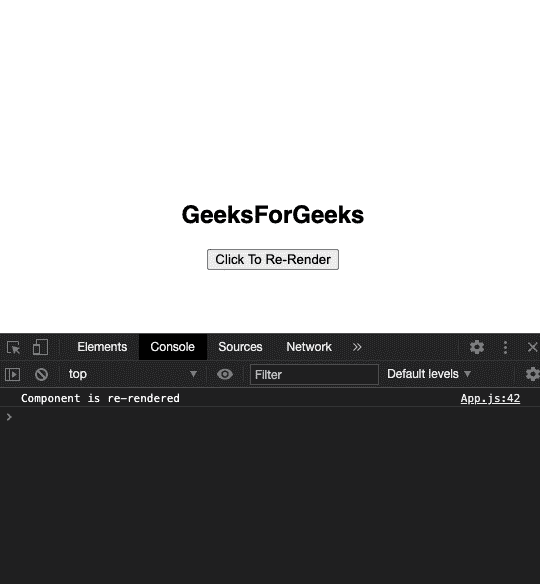 GeeksForGeeks
Click To Re-Render
Elements Console Sources Network »
top Filter Default levels
Component is re-rendered App.js:42